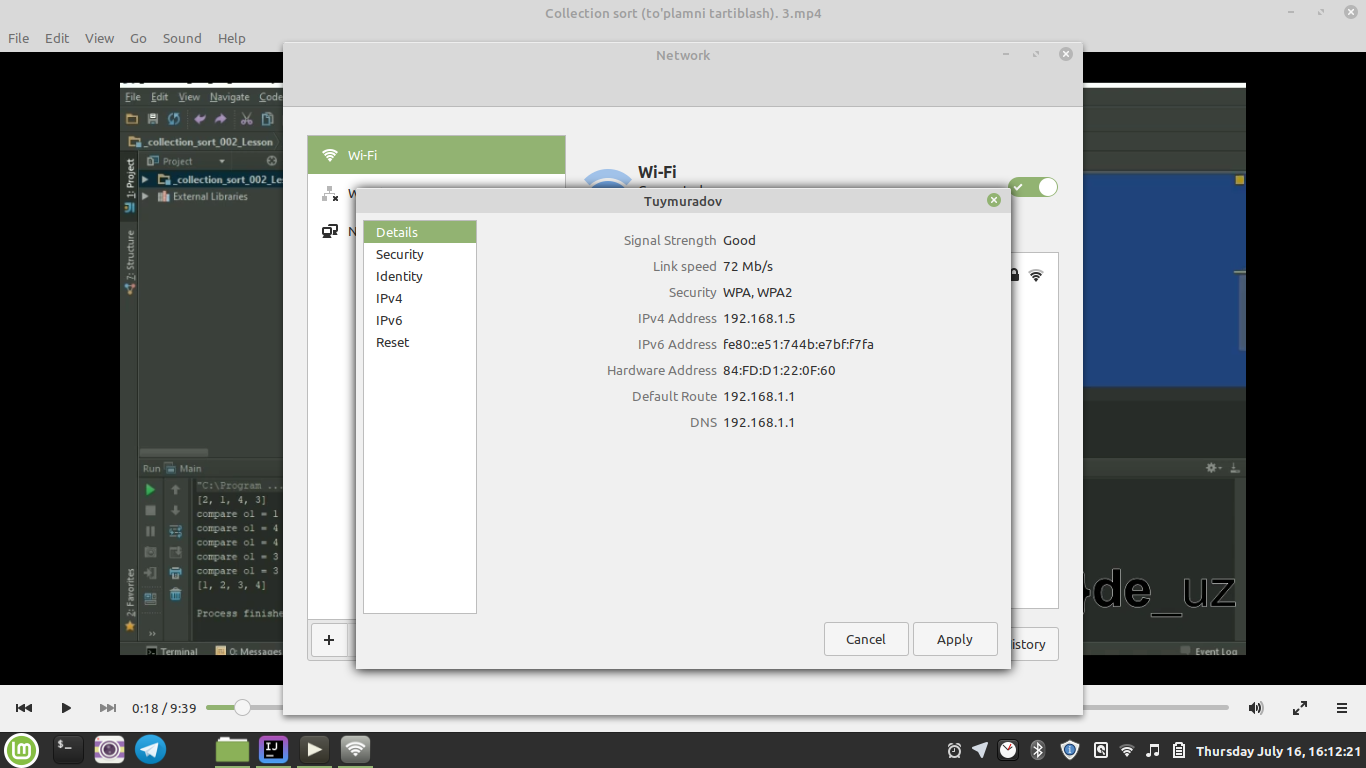 Collection sort (to'plamni tartiblash). 3.mp4
File Edit View Go Sound Help
Network
File Edit View Navigate Code
_collection_sort_002_Lesson
Project
_collection_sort_002_Le
External Libraries
1: Project
7: Structure
2: Favorites
Wi-Fi
Wi-Fi
Tuymuradov
Details
Security
Identity
IPv4
IPv6
Reset
Signal Strength Good
Link speed 72 Mb/s
Security WPA, WPA2
IPv4 Address 192.168.1.5
IPv6 Address fe80::e51:744b:e7bf:f7fa
Hardware Address 84:FD:D1:22:0F:60
Default Route 192.168.1.1
DNS 192.168.1.1
Cancel Apply
istory
Run Main
"C:\Program ...
[2, 1, 4, 3]
compare o1 = 1
compare o1 = 4
compare o1 = 4
compare o1 = 3
compare o1 = 3
[1, 2, 3, 4]
Process finishe
Terminal 0: Messages
Event Log
de_uz
0:18 / 9:39
Thursday July 16, 16:12:21